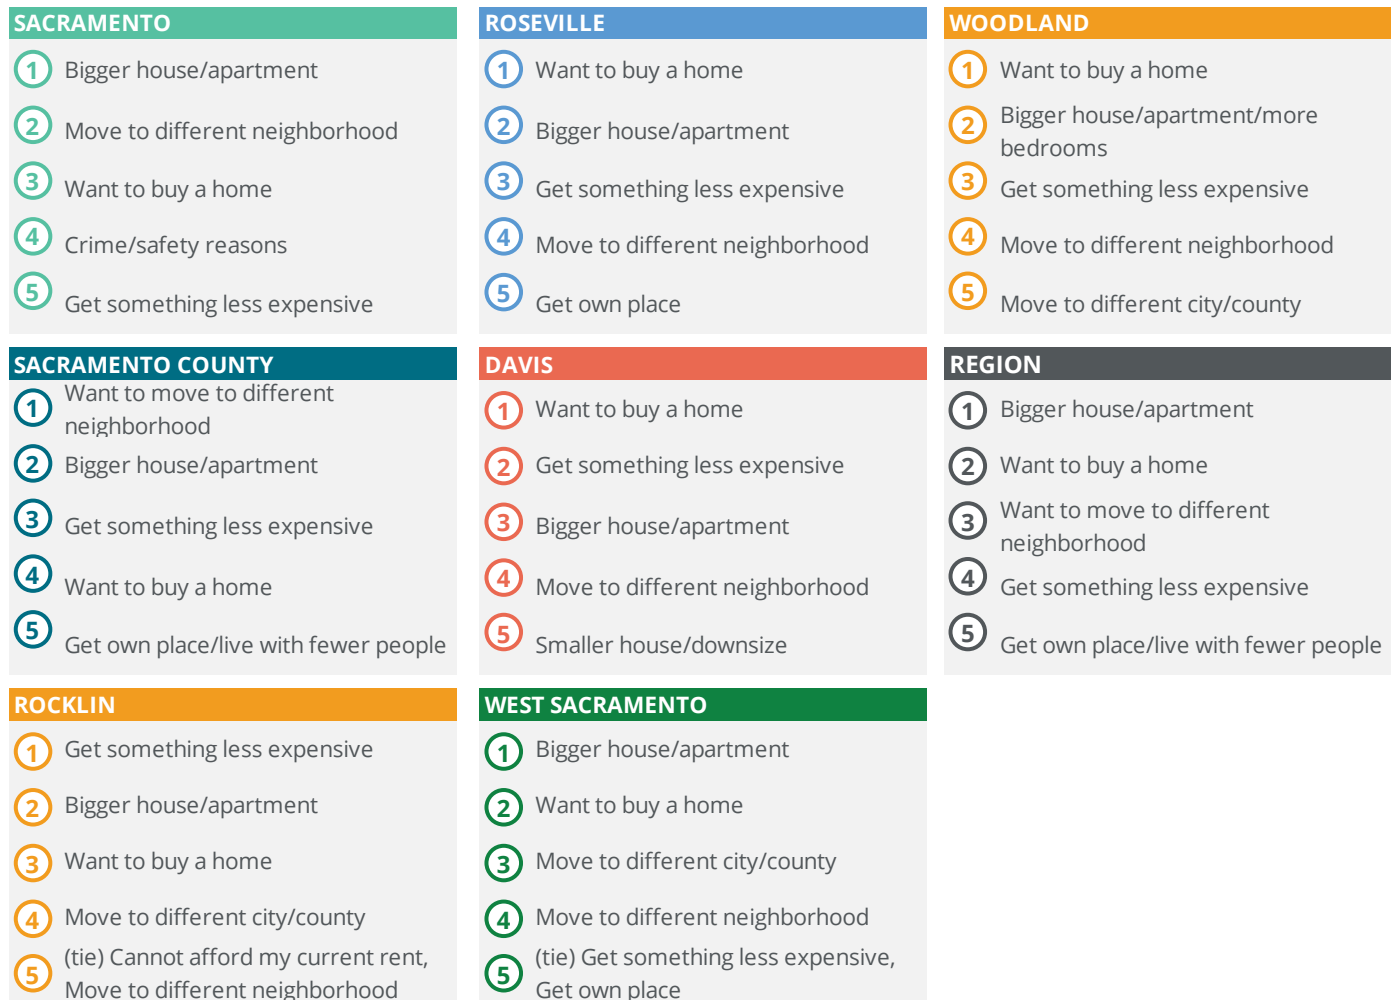 SACRAMENTO
1 Bigger house/apartment
2 Move to different neighborhood
3 Want to buy a home
4 Crime/safety reasons
5 Get something less expensive
ROSEVILLE
1 Want to buy a home
2 Bigger house/apartment
3 Get something less expensive
4 Move to different neighborhood
5 Get own place
WOODLAND
1 Want to buy a home
2 Bigger house/apartment/more
bedrooms
3 Get something less expensive
4 Move to different neighborhood
5 Move to different city/county
SACRAMENTO COUNTY
1 Want to move to different
neighborhood
2 Bigger house/apartment
3 Get something less expensive
4 Want to buy a home
5 Get own place/live with fewer people
DAVIS
1 Want to buy a home
2 Get something less expensive
3 Bigger house/apartment
4 Move to different neighborhood
5 Smaller house/downsize
REGION
1 Bigger house/apartment
2 Want to buy a home
3 Want to move to different
neighborhood
4 Get something less expensive
5 Get own place/live with fewer people
ROCKLIN
1 Get something less expensive
2 Bigger house/apartment
3 Want to buy a home
4 Move to different city/county
5 (tie) Cannot afford my current rent,
Move to different neighborhood
WEST SACRAMENTO
1 Bigger house/apartment
2 Want to buy a home
3 Move to different city/county
4 Move to different neighborhood
5 (tie) Get something less expensive,
Get own place